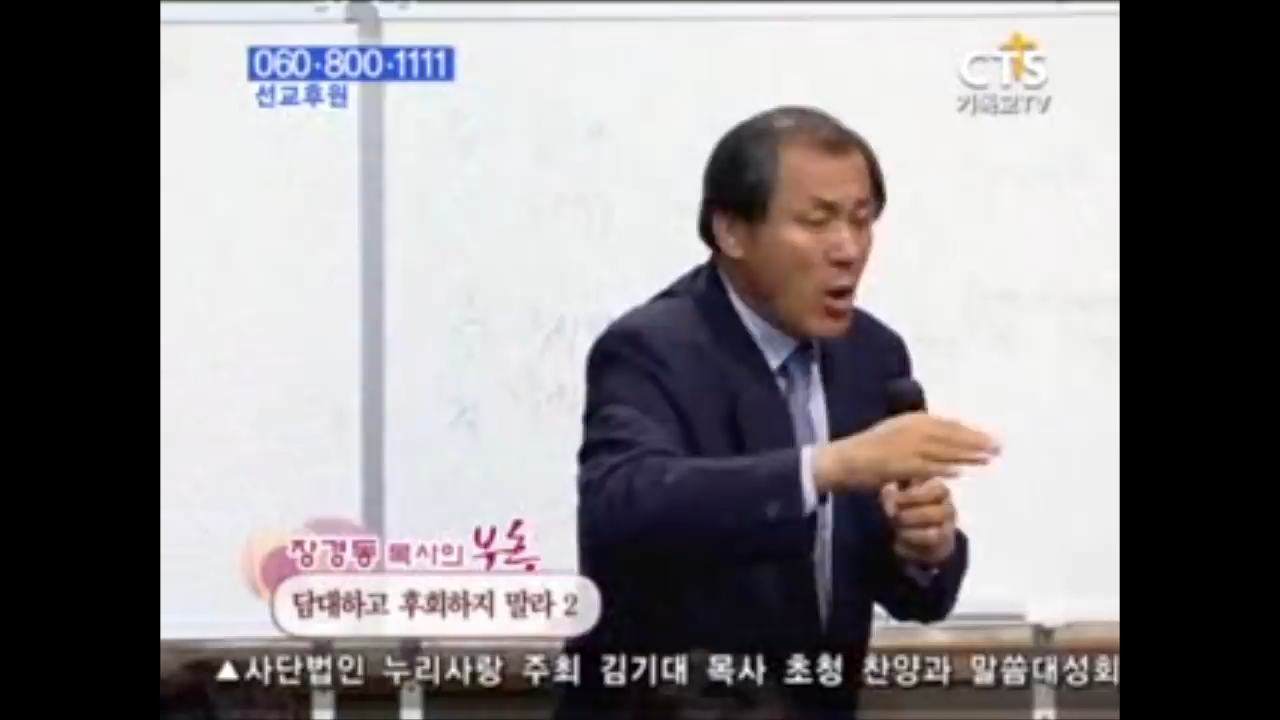 060·800·1111
선교후원
CTS
기독교TV
장경동 목사의 부흥
담대하고 후회하지 말라 2
▲사단법인 누리사랑 주최 김기대 목사 초청 찬양과 말씀대성회